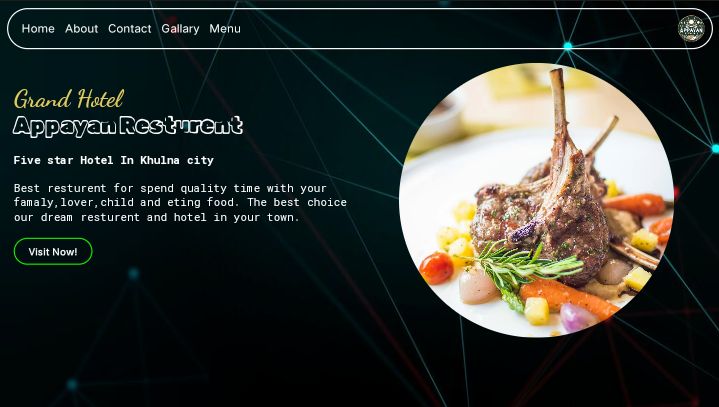 Home About Contact Gallary Menu
APPAYAN
Grand Hotel
Appayan Resturent
Five star Hotel In Khulna city
Best resturent for spend quality time with your
famaly,lover,child and eting food. The best choice
our dream resturent and hotel in your town.
Visit Now!